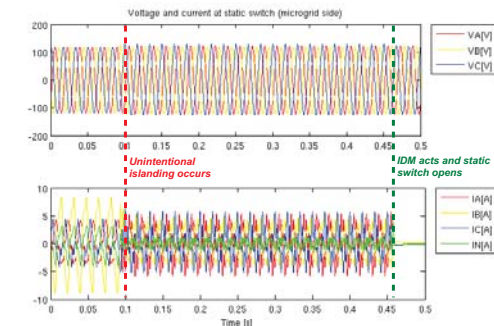 Voltage and current at static switch (microgrid side)
200
100
0
-100
-200
0 0.05 0.1 0.15 0.2 0.25 0.3 0.35 0.4 0.45 0.5
VA[V]
VB[V]
VC[V]
Unintentional
islanding occurs
IDM acts and static
switch opens
10
5
0
-5
-10
0 0.05 0.1 0.15 0.2 0.25 0.3 0.35 0.4 0.45 0.5
Time [s]
IA[A]
IB[A]
IC[A]
IN[A]